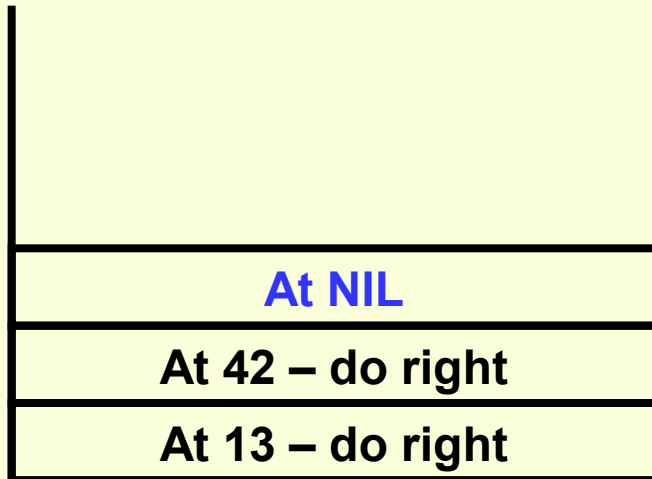 At NIL
At 42 – do right
At 13 – do right